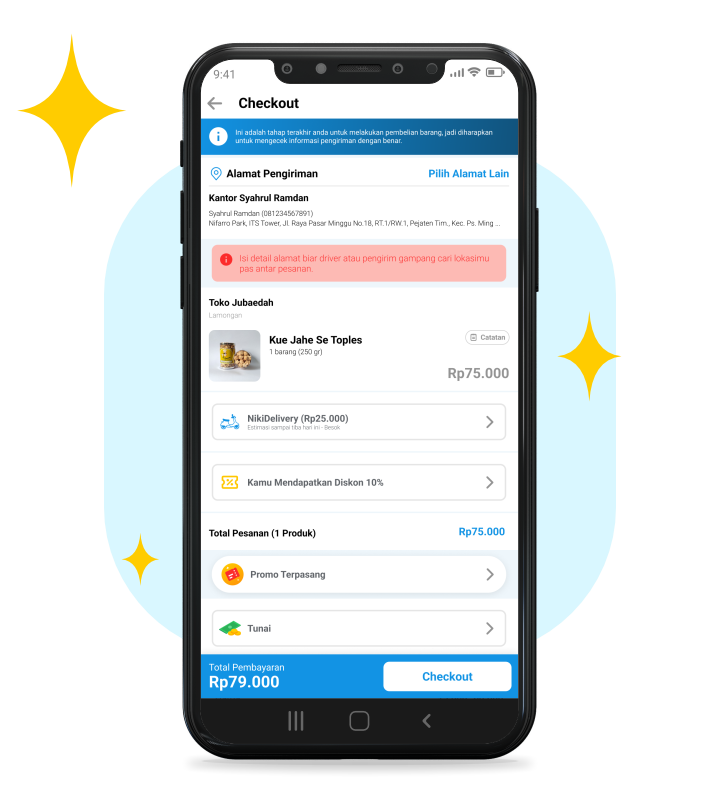 9:41
Checkout
Ini adalah tahap terakhir anda untuk melakukan pembelian barang, jadi diharapkan
untuk mengecek informasi pengiriman dengan benar.
Alamat Pengiriman
Pilih Alamat Lain
Kantor Syahrul Ramdan
Syahrul Ramdan (081234567891)
Nifarro Park, ITS Tower, Jl. Raya Pasar Minggu No.18, RT.1/RW.1, Pejaten Tim., Kec. Ps. Ming ...
Isi detail alamat biar driver atau pengirim gampang cari lokasimu
pas antar pesanan.
Toko Jubaedah
Lamongan
Kue Jahe Se Toples
1 barang (250 gr)
Catatan
Rp75.000
NikiDelivery (Rp25.000)
Estimasi sampai tiba hari ini - Besok
Kamu Mendapatkan Diskon 10%
Total Pesanan (1 Produk)
Rp75.000
Promo Terpasang
Tunai
Total Pembayaran
Rp79.000
Checkout